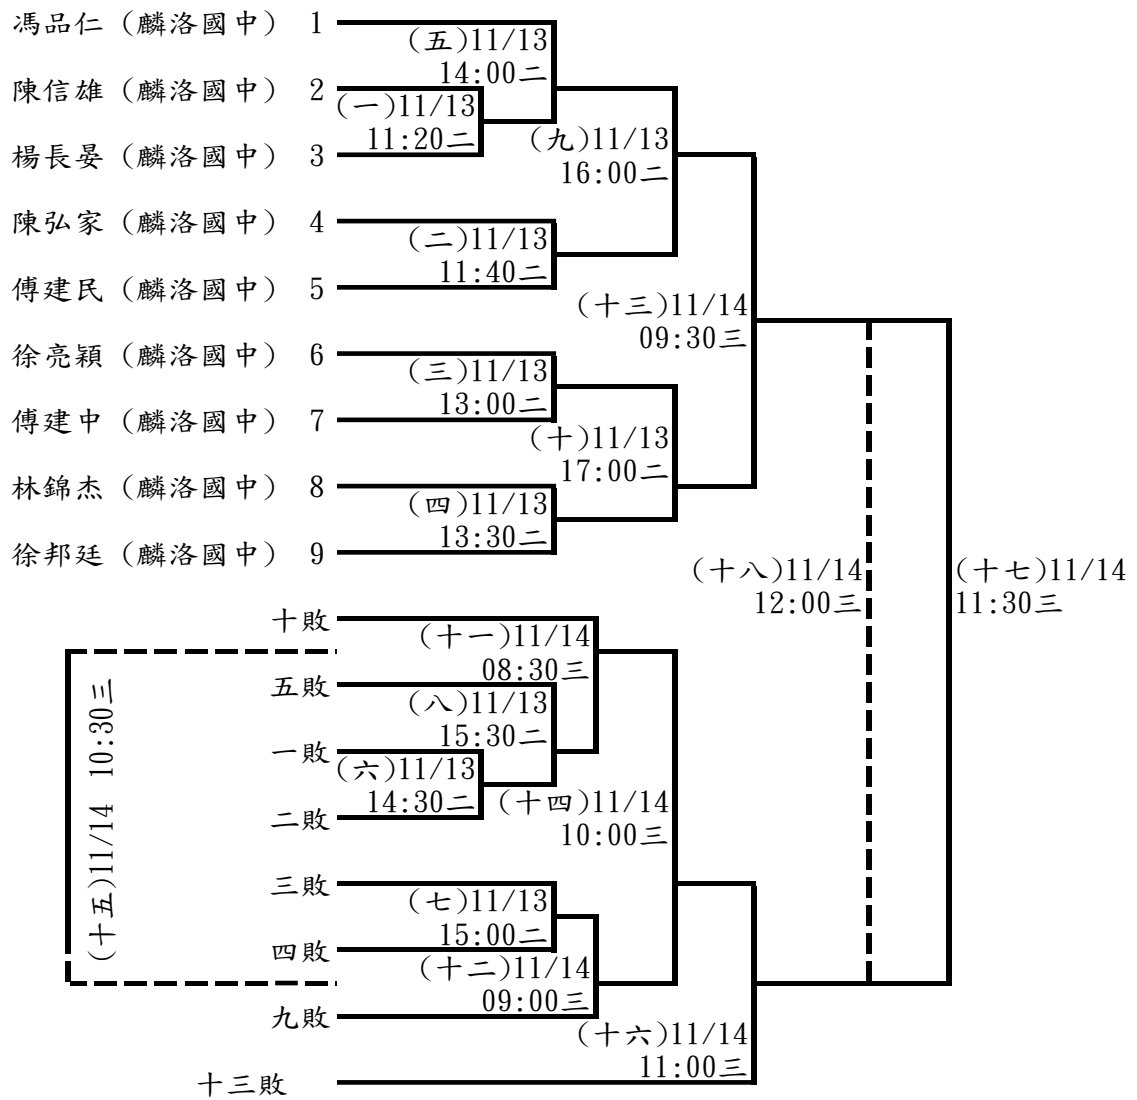 馮品仁（麟洛國中） 1
(五)11/13
14:00二
陳信雄（麟洛國中） 2
(一)11/13
11:20二
楊長晏（麟洛國中） 3
(九)11/13
16:00二
陳弘家（麟洛國中） 4
(二)11/13
11:40二
傅建民（麟洛國中） 5
(十三)11/14
09:30三
徐亮穎（麟洛國中） 6
(三)11/13
13:00二
傅建中（麟洛國中） 7
(十)11/13
17:00二
林錦杰（麟洛國中） 8
(四)11/13
13:30二
徐邦廷（麟洛國中） 9
(十八)11/14
12:00三
(十七)11/14
11:30三
十敗
(十一)11/14
08:30三
五敗
(八)11/13
15:30二
一敗
(六)11/13
14:30二
二敗
(十四)11/14
10:00三
(十五)11/14 10:30三
三敗
(七)11/13
15:00二
四敗
(十二)11/14
09:00三
九敗
(十六)11/14
11:00三
十三敗